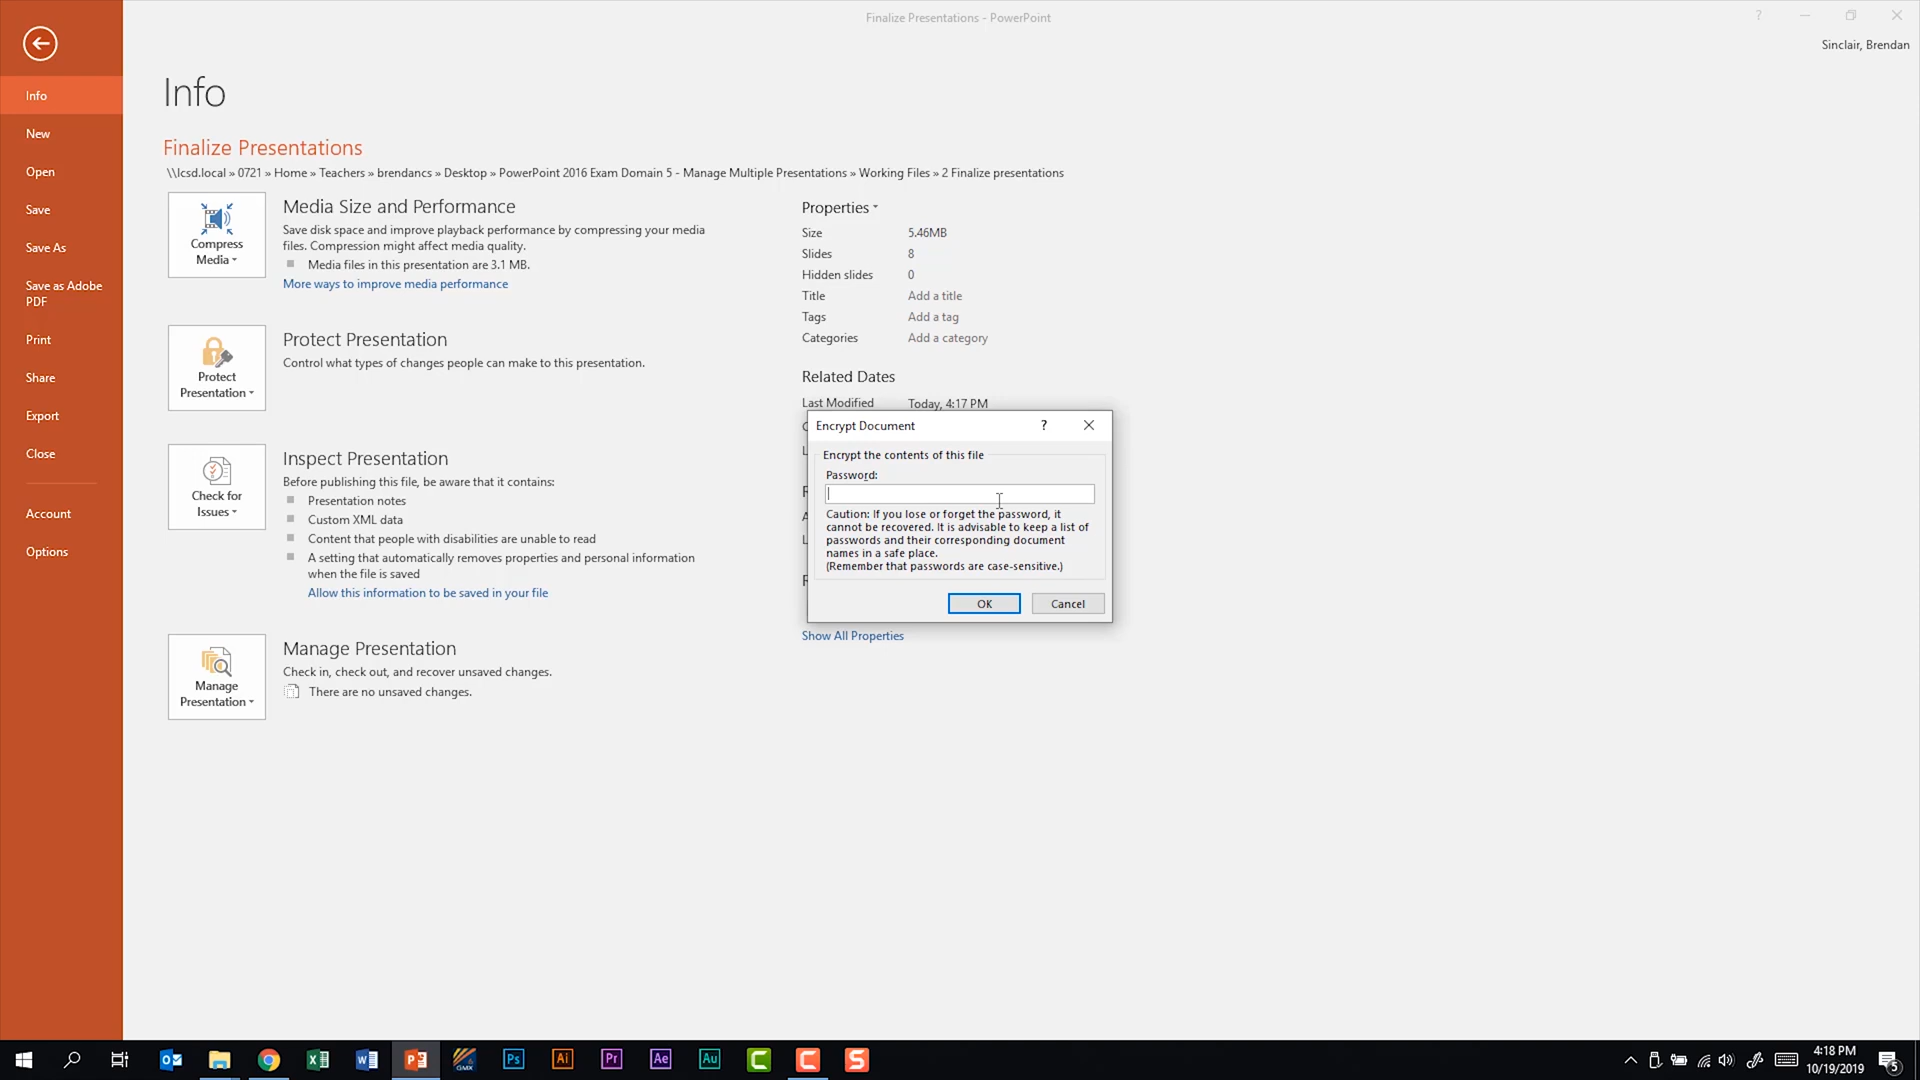 Finalize Presentations - PowerPoint
?
Sinclair, Brendan
Info
New
Open
Save
Save As
Save as Adobe
PDF
Print
Share
Export
Close
Account
Options
Info
Finalize Presentations
\\lcsd.local » 0721 » Home » Teachers » brendancs » Desktop » PowerPoint 2016 Exam Domain 5 - Manage Multiple Presentations » Working Files » 2 Finalize presentations
Compress
Media
Media Size and Performance
Save disk space and improve playback performance by compressing your media
files. Compression might affect media quality.
Media files in this presentation are 3.1 MB.
More ways to improve media performance
Protect
Presentation
Protect Presentation
Control what types of changes people can make to this presentation.
Check for
Issues
Inspect Presentation
Before publishing this file, be aware that it contains:
Presentation notes
Custom XML data
Content that people with disabilities are unable to read
A setting that automatically removes properties and personal information
when the file is saved
Allow this information to be saved in your file
Manage
Presentation
Manage Presentation
Check in, check out, and recover unsaved changes.
There are no unsaved changes.
Properties
Size 5.46MB
Slides 8
Hidden slides 0
Title Add a title
Tags Add a tag
Categories Add a category
Related Dates
Last Modified Today, 4:17 PM
Encrypt Document ?
Encrypt the contents of this file
Password:
Caution: If you lose or forget the password, it
cannot be recovered. It is advisable to keep a list of
passwords and their corresponding document
names in a safe place.
(Remember that passwords are case-sensitive.)
OK Cancel
Show All Properties
GMX Ps Ai Pr Ae Au C C S
4:18 PM
10/19/2019
5